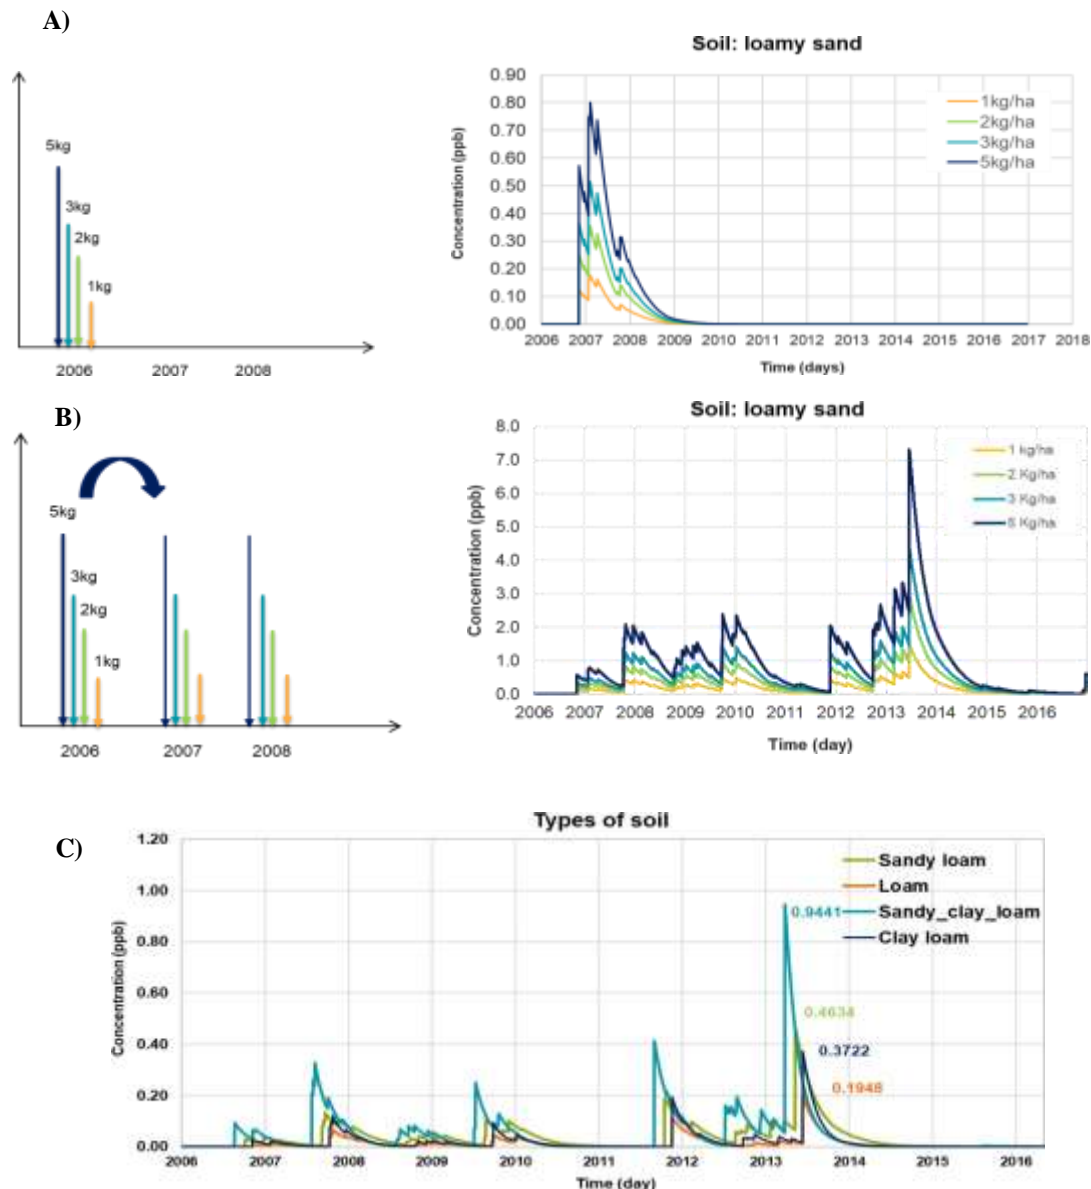 A)
5kg
3kg
2kg
1kg
2006 2007 2008
Soil: loamy sand
Concentration (ppb)
0.90
0.80
0.70
0.60
0.50
0.40
0.30
0.20
0.10
0.00
1kg/ha
2kg/ha
3kg/ha
5kg/ha
2006 2007 2008 2009 2010 2011 2012 2013 2014 2015 2016 2017 2018
Time (days)
B)
5kg
3kg
2kg
1kg
2006 2007 2008
Soil: loamy sand
Concentration (ppb)
8.0
7.0
6.0
5.0
4.0
3.0
2.0
1.0
0.0
1 kg/ha
2 Kg/ha
3 Kg/ha
Kg/ha
2006 2007 2008 2009 2010 2011 2012 2013 2014 2015 2016
Time (day)
C)
Types of soil
Concentration (ppb)
1.20
1.00
0.80
0.60
0.40
0.20
0.00
Sandy loam
Loam
Sandy_clay_loam
Clay loam
0.9441
0.4634
0.3722
0.1948
2006 2007 2008 2009 2010 2011 2012 2013 2014 2015 2016
Time (day)